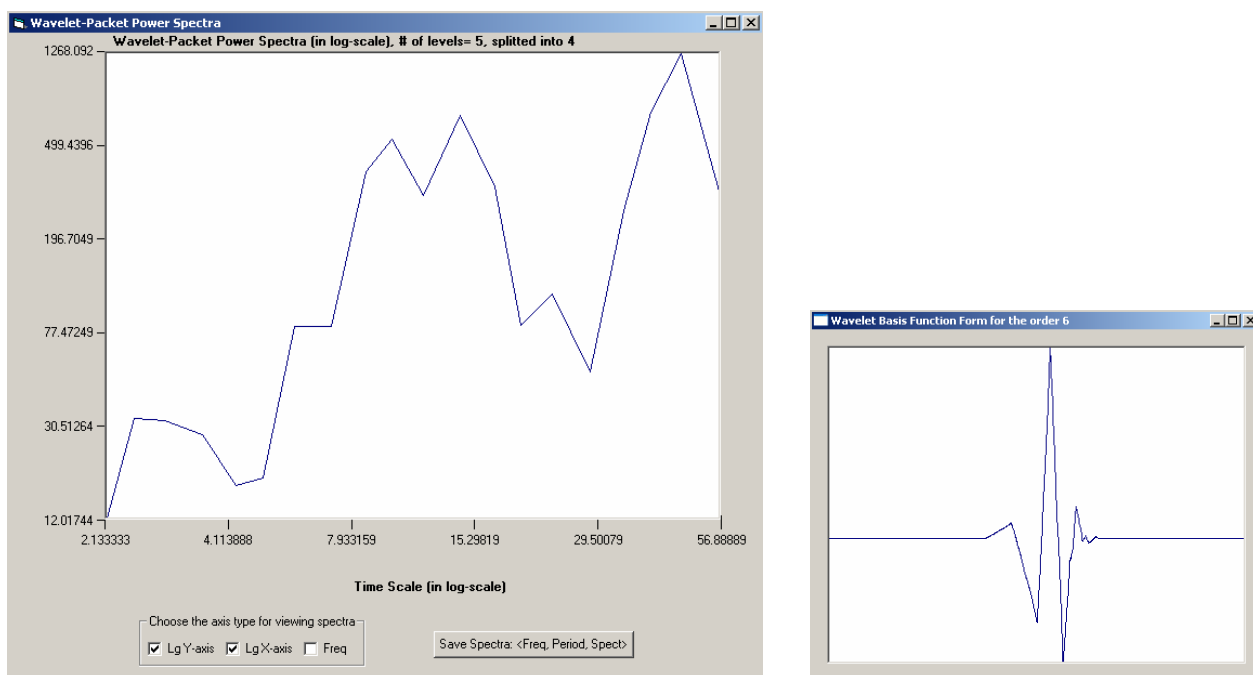 Wavelet-Packet Power Spectra
Wavelet-Packet Power Spectra (in log-scale), # of levels= 5, splitted into 4
1268.092
499.4396
196.7049
77.47249
30.51264
12.01744
2.133333 4.113888 7.933159 15.29819 29.50079 56.88889
Time Scale (in log-scale)
Choose the axis type for viewing spectra
Lg Y-axis Lg X-axis Freq
Save Spectra: <Freq, Period, Spect>
Wavelet Basis Function Form for the order 6